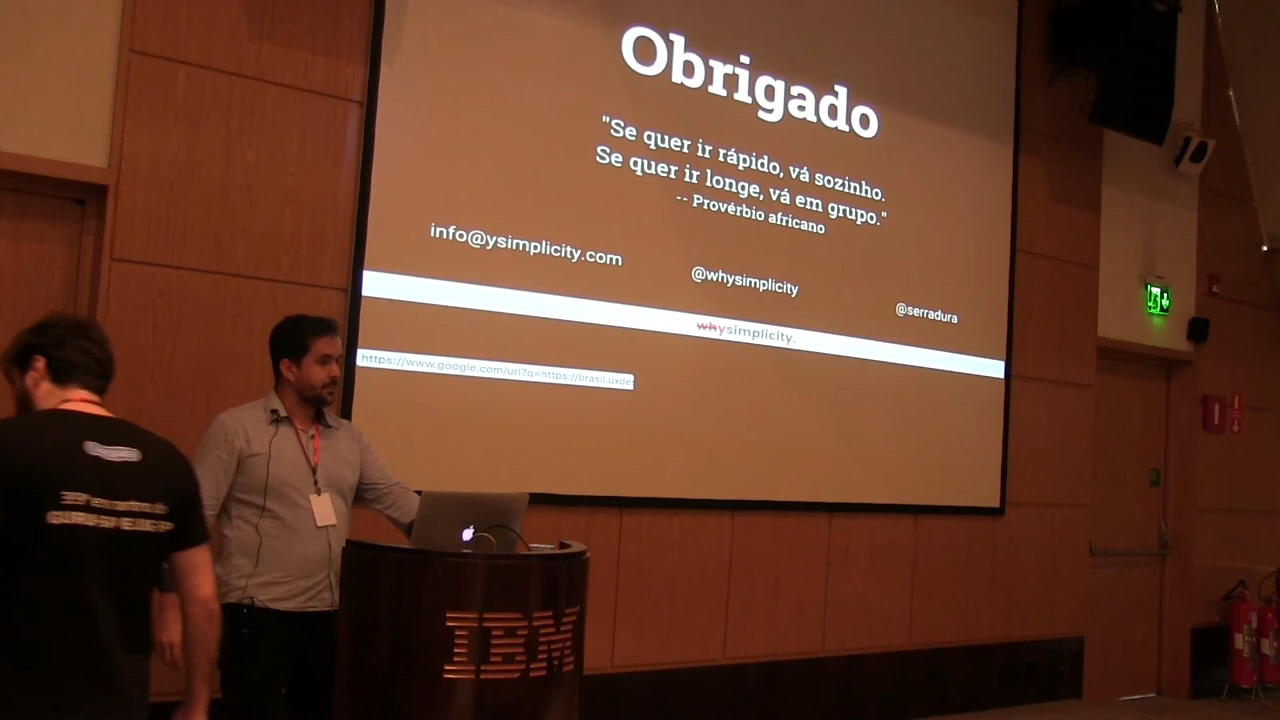 Obrigado
"Se quer ir rápido, vá sozinho.
Se quer ir longe, vá em grupo."
-- Provérbio africano
info@ysimplicity.com
@whysimplicity
@serradura
whysimplicity.
https://www.google.com/url?q=https://brasil.uxde
IBM